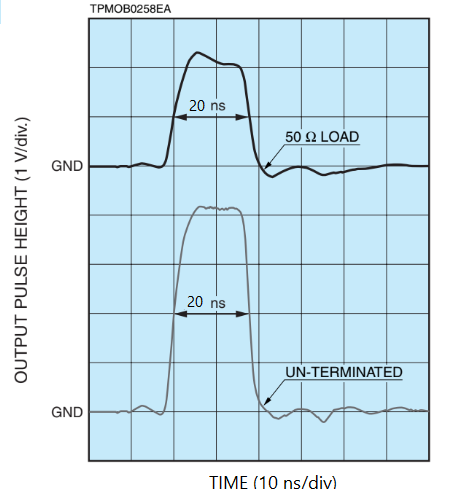 TPMOB0258EA
20 ns
50 Ω LOAD
GND
OUTPUT PULSE HEIGHT (1 V/div.)
20 ns
UN-TERMINATED
GND
TIME (10 ns/div)